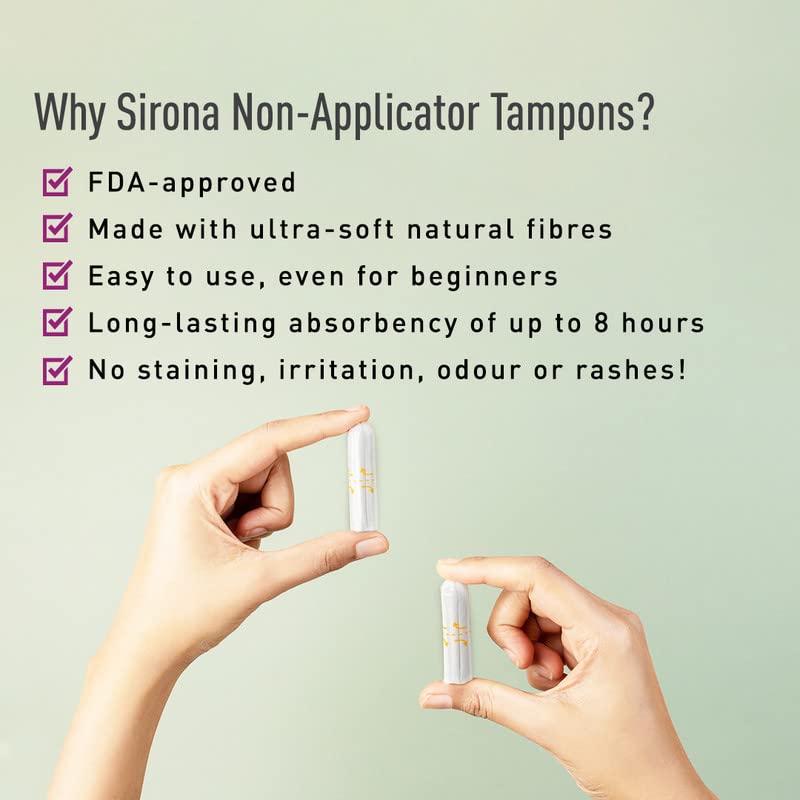 Why Sirona Non-Applicator Tampons?
FDA-approved
Made with ultra-soft natural fibres
Easy to use, even for beginners
Long-lasting absorbency of up to 8 hours
No staining, irritation, odour or rashes!